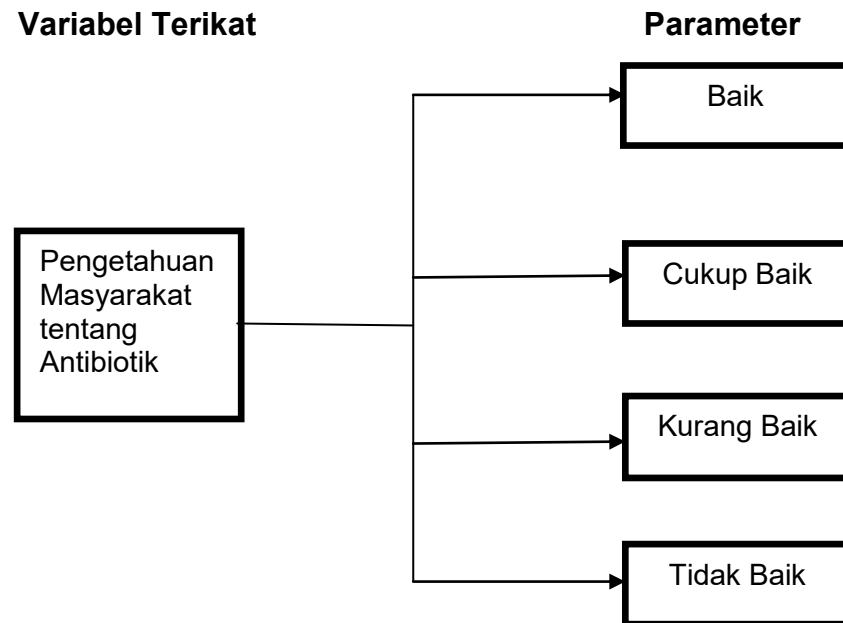 Variabel Terikat
Parameter
Baik
Pengetahuan
Masyarakat
tentang
Antibiotik
Cukup Baik
Kurang Baik
Tidak Baik